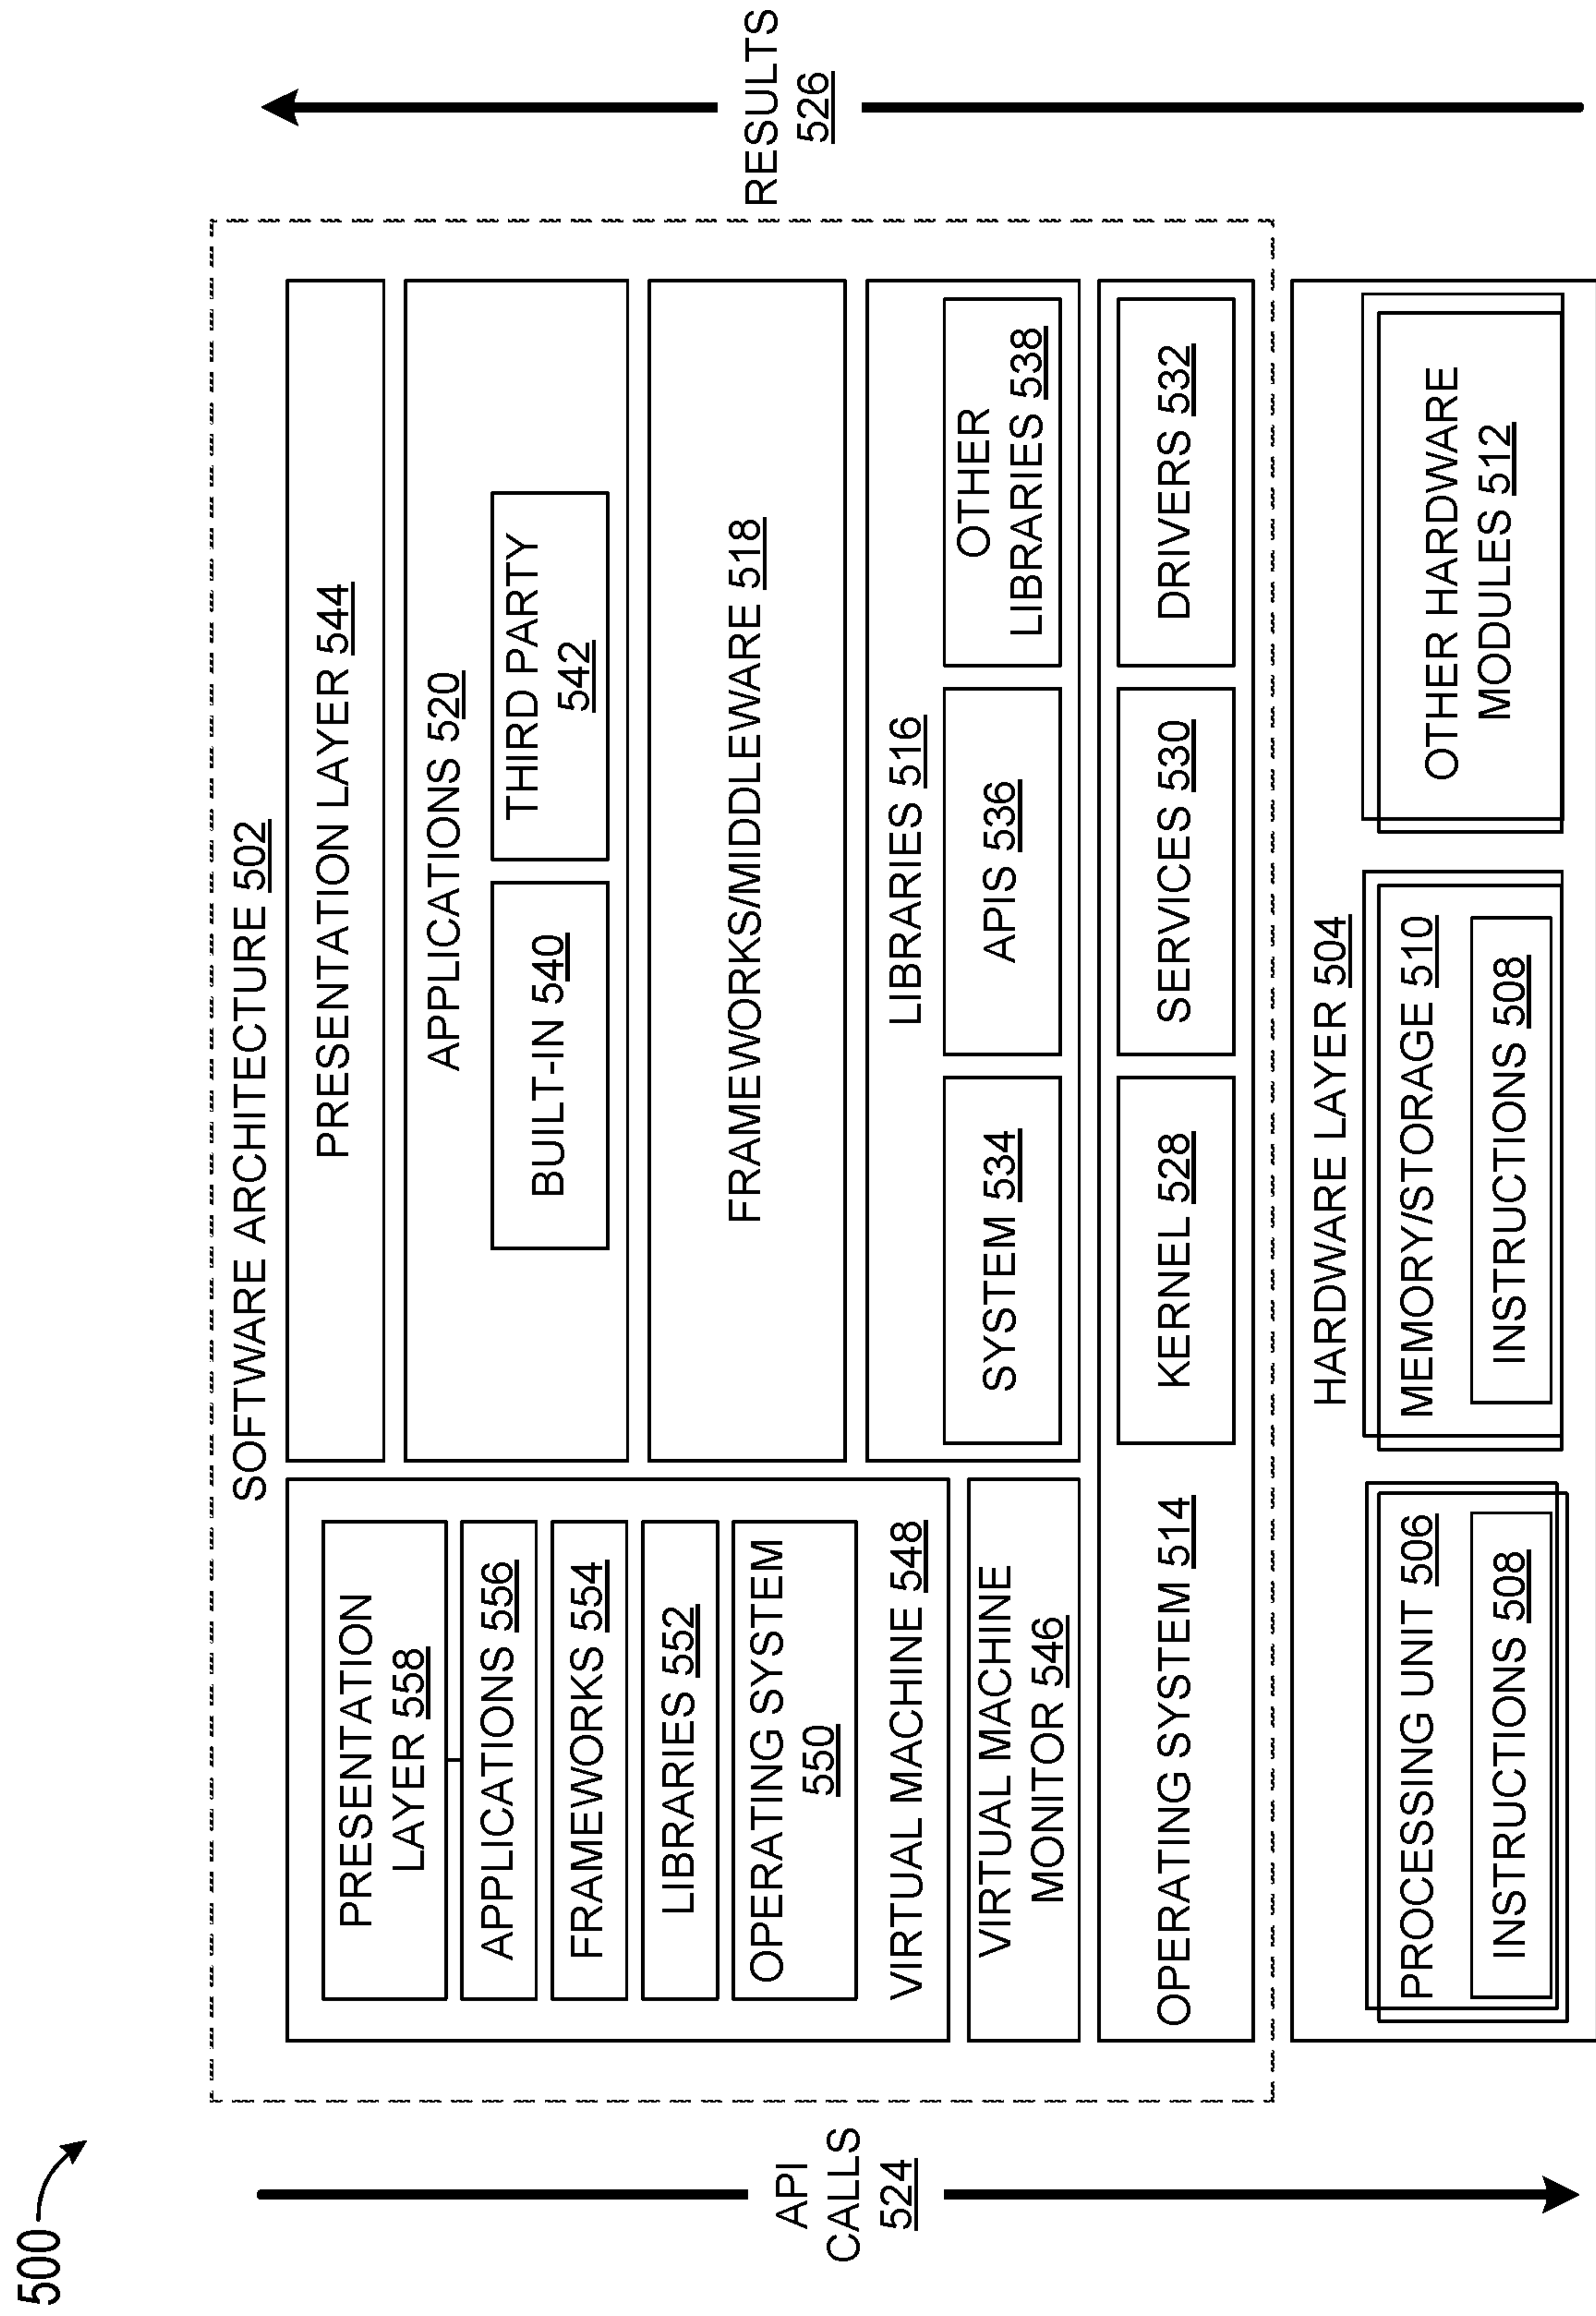 500
SOFTWARE ARCHITECTURE 502
PRESENTATION
LAYER 558
APPLICATIONS 556
FRAMEWORKS 554
LIBRARIES 552
OPERATING SYSTEM
550
VIRTUAL MACHINE 548
VIRTUAL MACHINE
MONITOR 546
PRESENTATION LAYER 544
APPLICATIONS 520
BUILT-IN 540
THIRD PARTY
542
FRAMEWORKS/MIDDLEWARE 518
LIBRARIES 516
SYSTEM 534
APIS 536
OTHER
LIBRARIES 538
OPERATING SYSTEM 514
KERNEL 528
SERVICES 530
DRIVERS 532
HARDWARE LAYER 504
PROCESSING UNIT 506
INSTRUCTIONS 508
MEMORY/STORAGE 510
INSTRUCTIONS 508
OTHER HARDWARE
MODULES 512
API
CALLS
524
RESULTS
526